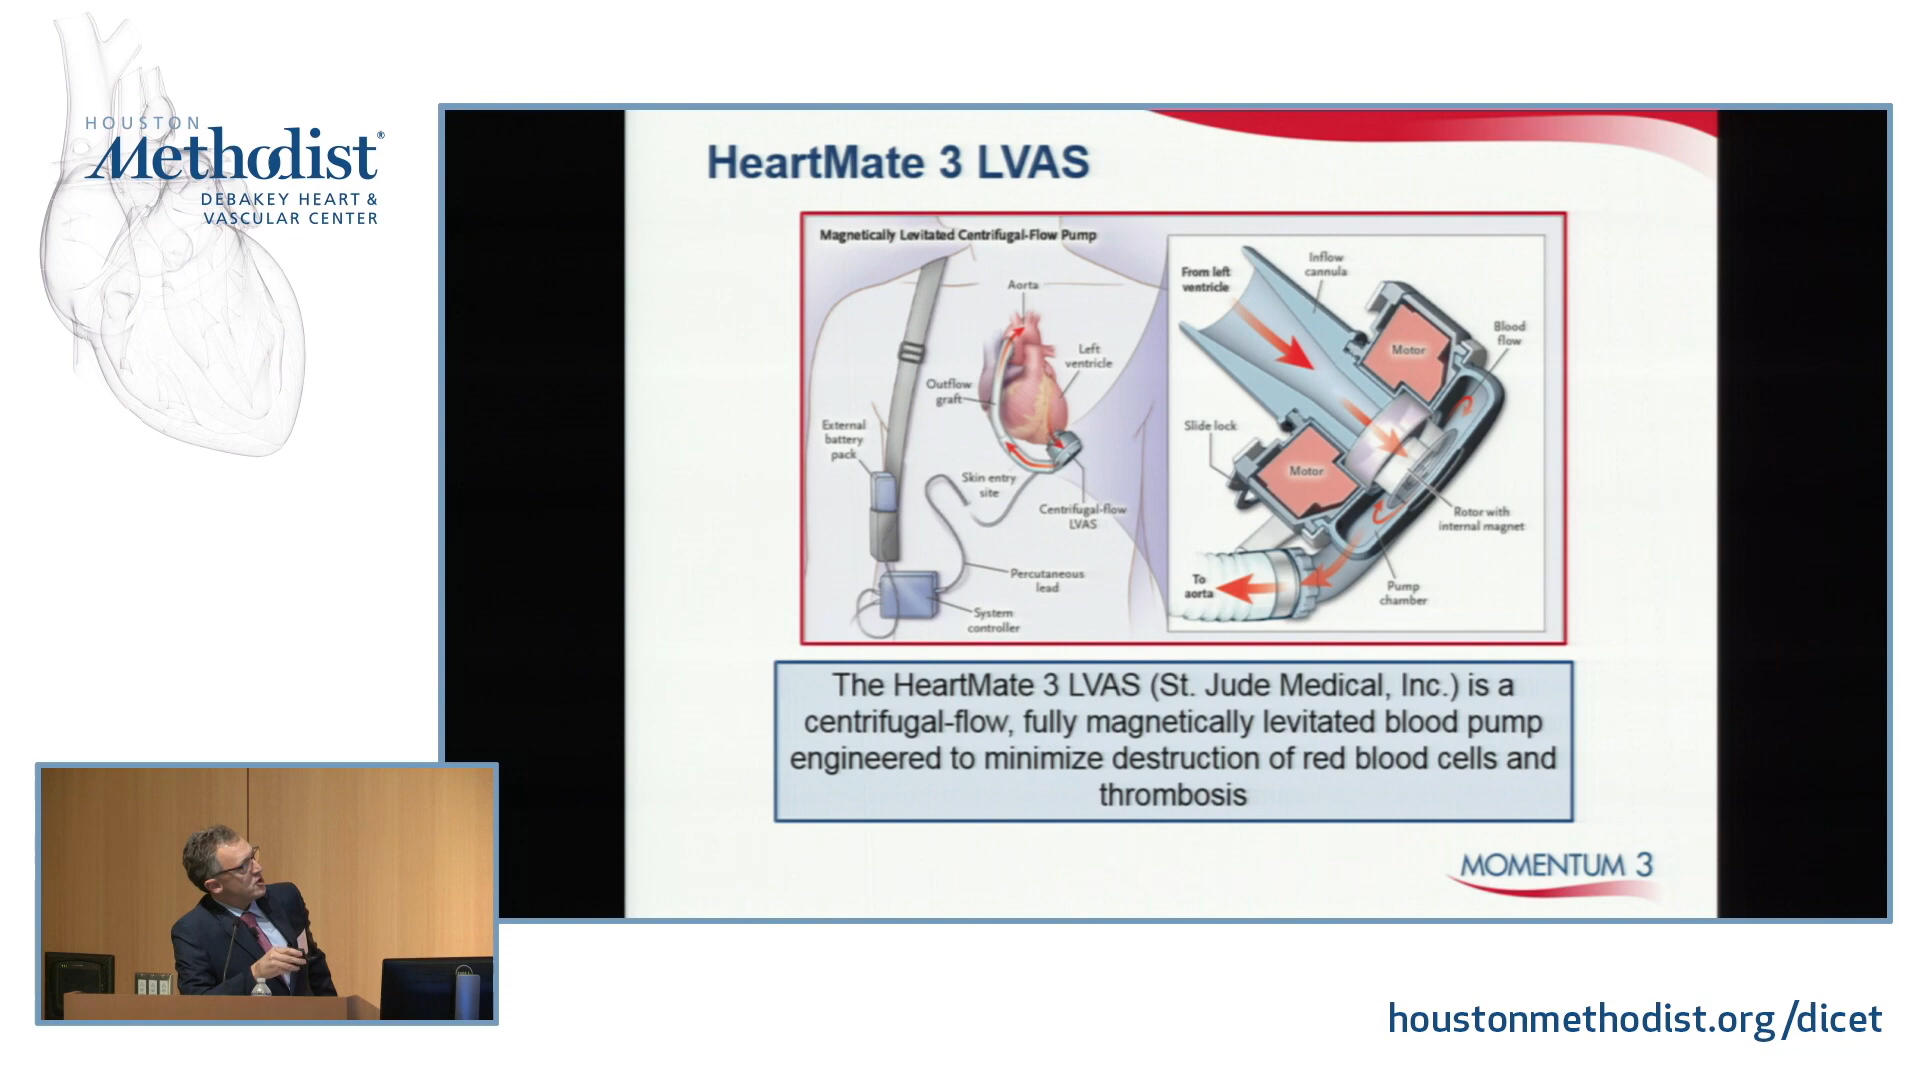 HOUSTON
Methodist®
DEBAKEY HEART &
VASCULAR CENTER
HeartMate 3 LVAS
Magnetically Levitated Centrifugal-Flow Pump
Aorta
Left
ventricle
Outflow
graft
External
battery
pack
Skin entry
site
Centrifugal-flow
LVAS
Percutaneous
lead
System
controller
From left
ventricle
Inflow
cannula
Motor
Blood
flow
Slide lock
Motor
Rotor with
internal magnet
To
aorta
Pump
chamber
The HeartMate 3 LVAS (St. Jude Medical, Inc.) is a
centrifugal-flow, fully magnetically levitated blood pump
engineered to minimize destruction of red blood cells and
thrombosis
MOMENTUM 3
houstonmethodist.org/dicet